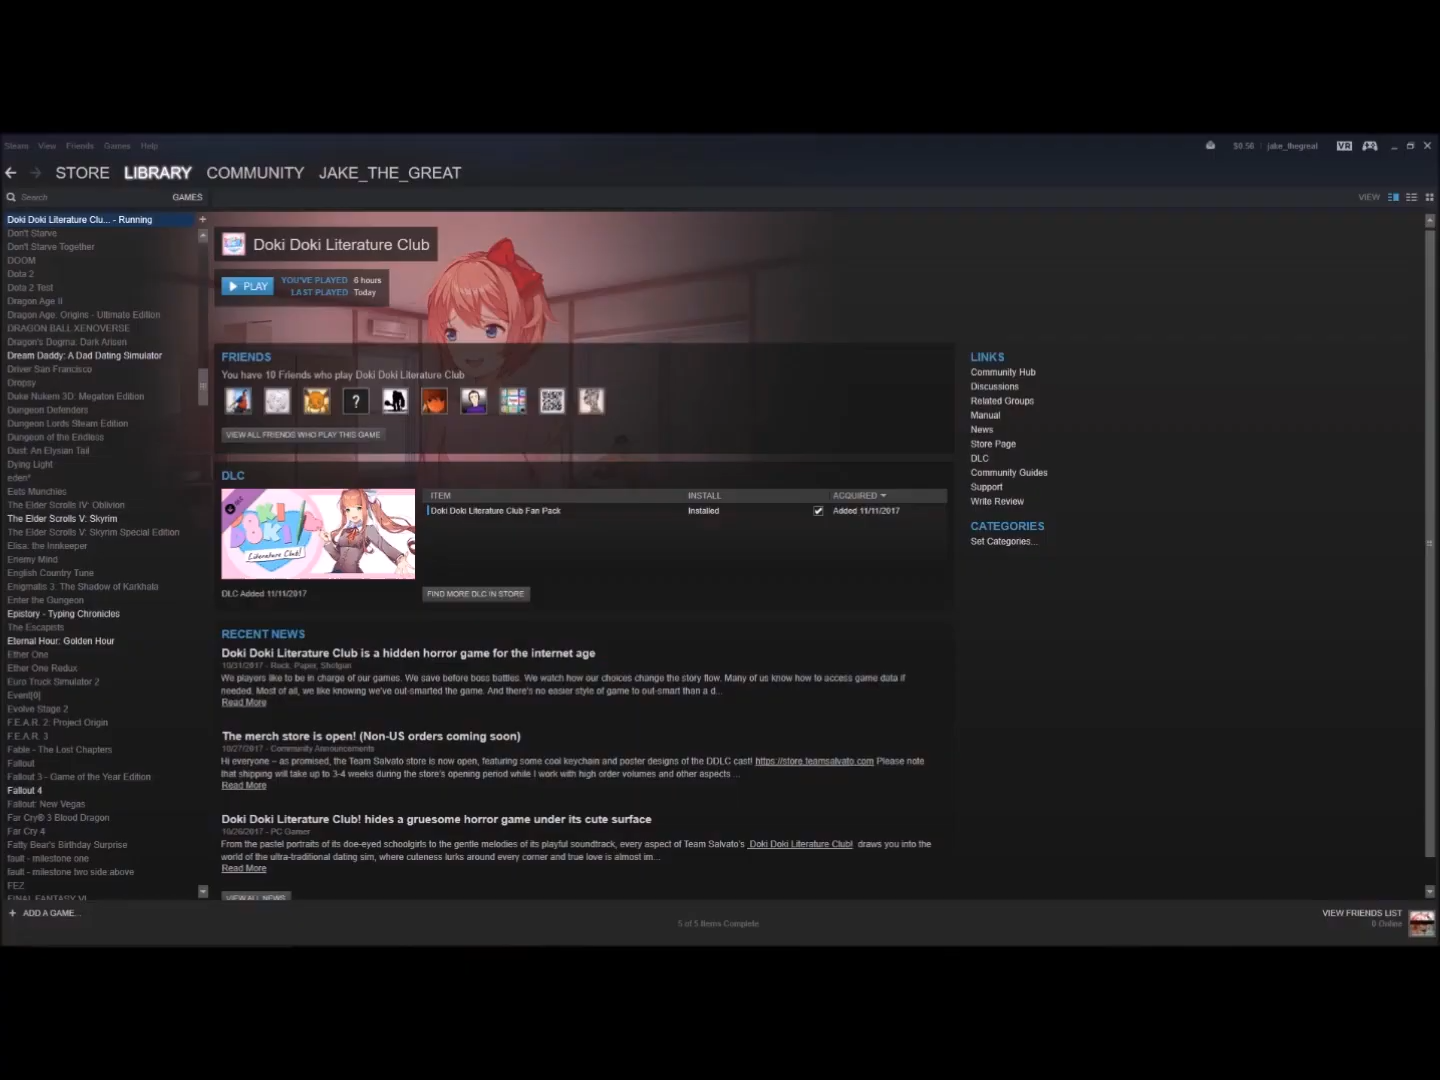 Steam View Friends Games Help
$0.56 jake_thegreat VR
STORE LIBRARY COMMUNITY JAKE_THE_GREAT
Search GAMES
VIEW
Doki Doki Literature Clu... - Running
Don't Starve
Don't Starve Together
DOOM
Dota 2
Dota 2 Test
Dragon Age II
Dragon Age: Origins - Ultimate Edition
DRAGON BALL XENOVERSE
Dragon's Dogma: Dark Arisen
Dream Daddy: A Dad Dating Simulator
Driver San Francisco
Dropsy
Duke Nukem 3D: Megaton Edition
Dungeon Defenders
Dungeon Lords Steam Edition
Dungeon of the Endless
Dust: An Elysian Tail
Dying Light
eden*
Eets Munchies
The Elder Scrolls IV: Oblivion
The Elder Scrolls V: Skyrim
The Elder Scrolls V: Skyrim Special Edition
Elisa: the Innkeeper
Enemy Mind
English Country Tune
Enigmatis 3: The Shadow of Karkhala
Enter the Gungeon
Epistory - Typing Chronicles
The Escapists
Eternal Hour: Golden Hour
Ether One
Ether One Redux
Euro Truck Simulator 2
Event[0]
Evolve Stage 2
F.E.A.R. 2: Project Origin
F.E.A.R. 3
Fable - The Lost Chapters
Fallout
Fallout 3 - Game of the Year Edition
Fallout 4
Fallout: New Vegas
Far Cry® 3 Blood Dragon
Far Cry 4
Fatty Bear's Birthday Surprise
fault - milestone one
fault - milestone two side:above
FEZ
FINAL FANTASY VI
+ ADD A GAME...
Doki Doki Literature Club
PLAY
YOU'VE PLAYED 6 hours
LAST PLAYED Today
FRIENDS
You have 10 Friends who play Doki Doki Literature Club
?
VIEW ALL FRIENDS WHO PLAY THIS GAME
DLC
DLC
DOKI
DOKI
Literature Club!
ITEM INSTALL ACQUIRED
Doki Doki Literature Club Fan Pack Installed Added 11/11/2017
DLC Added 11/11/2017
FIND MORE DLC IN STORE
RECENT NEWS
Doki Doki Literature Club is a hidden horror game for the internet age
10/31/2017 - Rock, Paper, Shotgun
We players like to be in charge of our games. We save before boss battles. We watch how our choices change the story flow. Many of us know how to access game data if
needed. Most of all, we like knowing we've out-smarted the game. And there's no easier style of game to out-smart than a d...
Read More
The merch store is open! (Non-US orders coming soon)
10/27/2017 - Community Announcements
Hi everyone – as promised, the Team Salvato store is now open, featuring some cool keychain and poster designs of the DDLC cast! https://store.teamsalvato.com Please note
that shipping will take up to 3-4 weeks during the store's opening period while I work with high order volumes and other aspects ...
Read More
Doki Doki Literature Club! hides a gruesome horror game under its cute surface
10/26/2017 - PC Gamer
From the pastel portraits of its doe-eyed schoolgirls to the gentle melodies of its playful soundtrack, every aspect of Team Salvato's Doki Doki Literature Club! draws you into the
world of the ultra-traditional dating sim, where cuteness lurks around every corner and true love is almost im...
Read More
VIEW ALL NEWS
LINKS
Community Hub
Discussions
Related Groups
Manual
News
Store Page
DLC
Community Guides
Support
Write Review
CATEGORIES
Set Categories...
5 of 5 Items Complete
VIEW FRIENDS LIST
0 Online